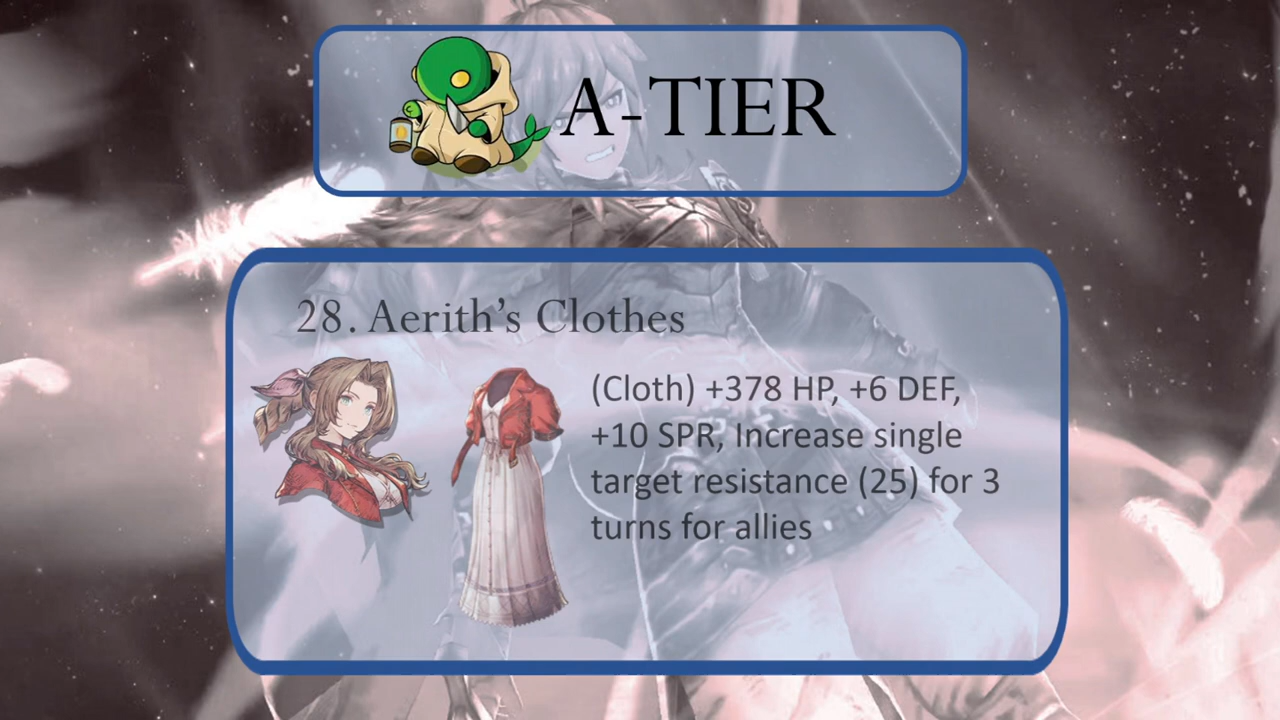 A-TIER
28. Aerith's Clothes
(Cloth) +378 HP, +6 DEF,
+10 SPR, Increase single
target resistance (25) for 3
turns for allies